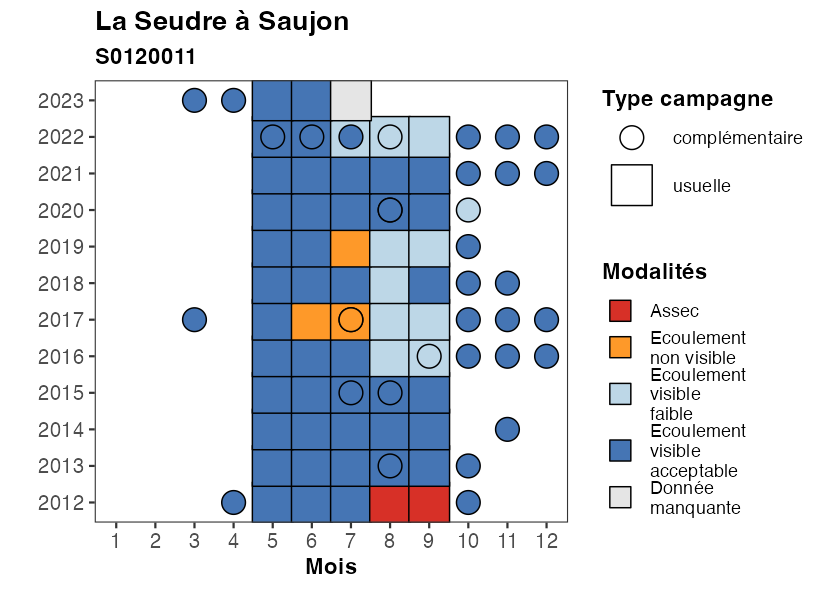 La Seudre à Saujon
S0120011
2023
2022
2021
2020
2019
2018
2017
2016
2015
2014
2013
2012
1 2 3 4 5 6 7 8 9 10 11 12
Mois
Type campagne
complémentaire
usuelle
Modalités
Assec
Ecoulement
non visible
Ecoulement
visible
faible
Ecoulement
visible
acceptable
Donnée
manquante